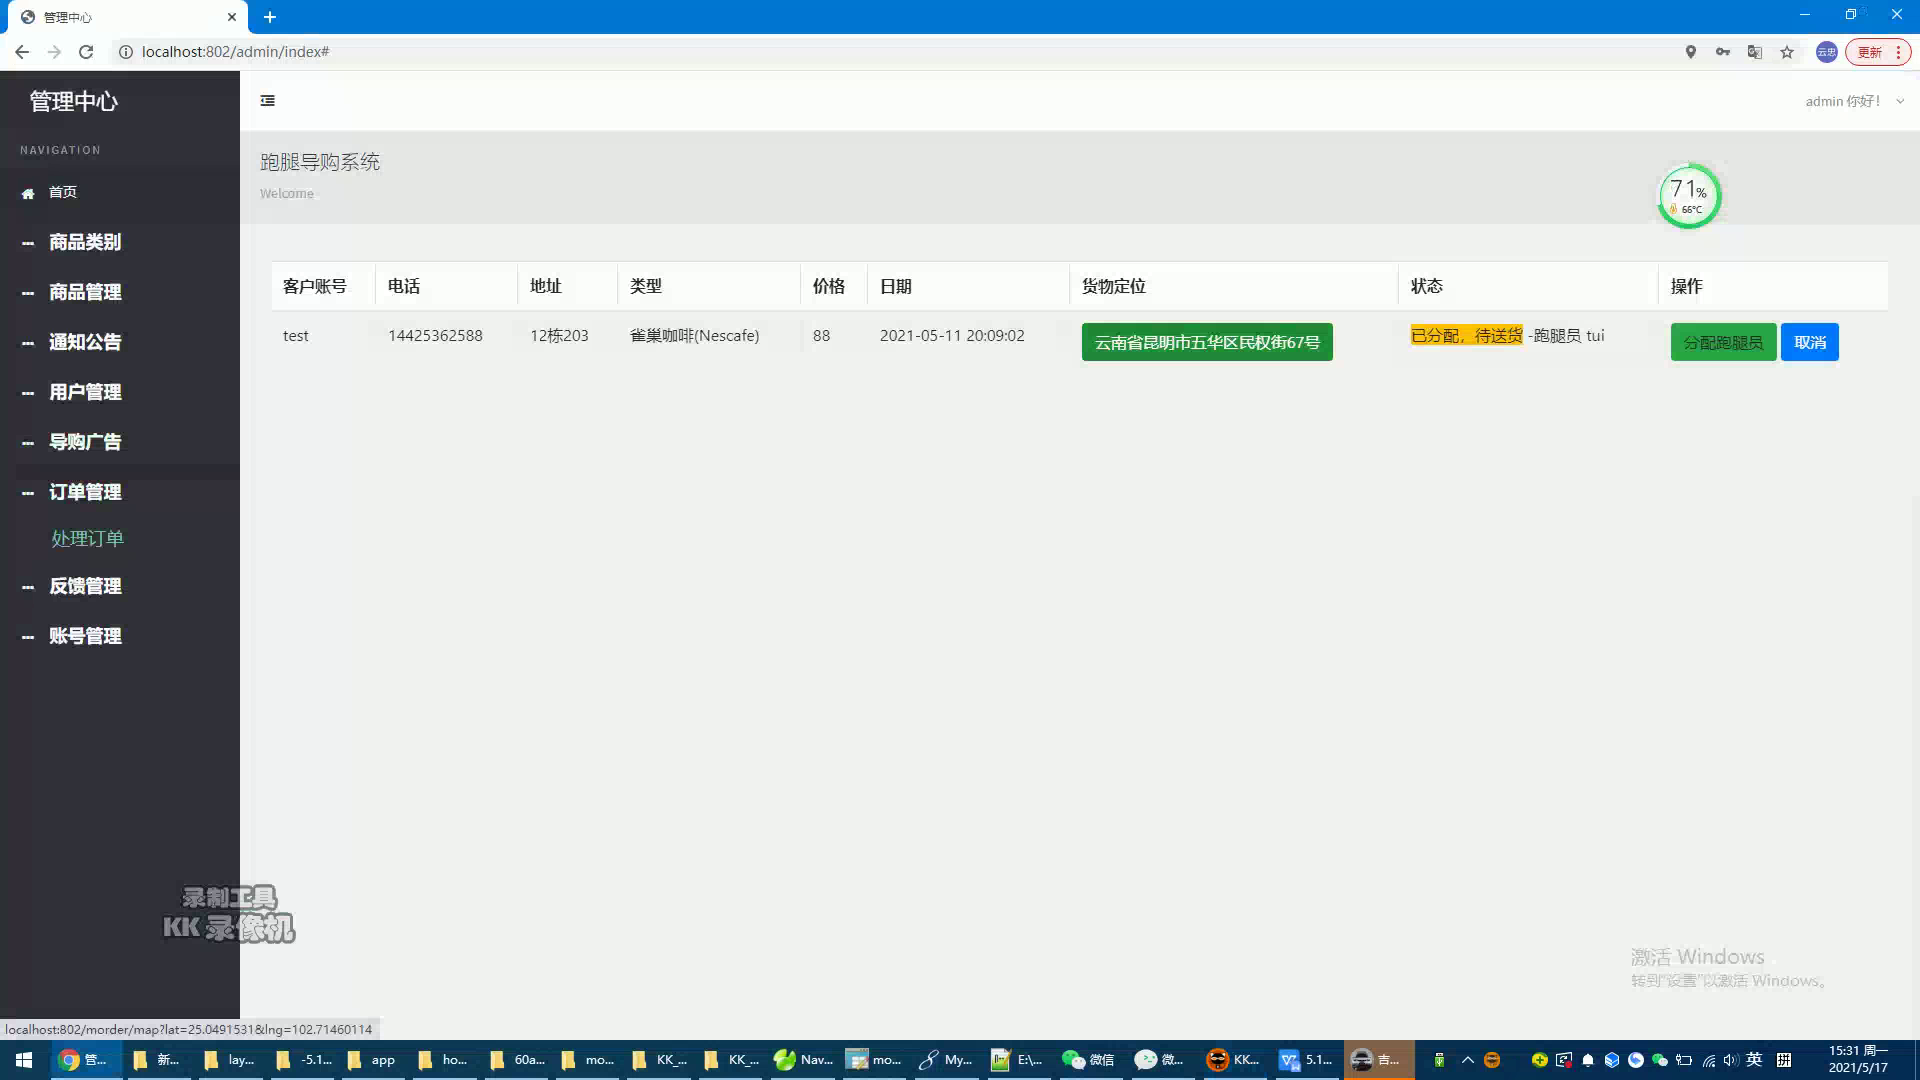 管理中心
localhost:802/admin/index#
云忠
更新
管理中心
admin 你好!
NAVIGATION
首页
商品类别
商品管理
通知公告
用户管理
导购广告
订单管理
处理订单
反馈管理
账号管理
跑腿导购系统
Welcome
71%
66°C
客户账号 电话 地址 类型 价格 日期 货物定位 状态 操作
test 14425362588 12栋203 雀巢咖啡(Nescafe) 88 2021-05-11 20:09:02 云南省昆明市五华区民权街67号 已分配，待送货 -跑腿员 tui 分配跑腿员 取消
录制工具
KK 录像机
激活 Windows
转到"设置"以激活 Windows。
localhost:802/morder/map?lat=25.0491531&lng=102.71460114
管... 新... lay... -5.1... app ho... 60a... mo... KK_... KK_... Nav... mo... My... E:\... 微信 微... KK... 5.1... 吉... 英 拼
15:31 周一
2021/5/17